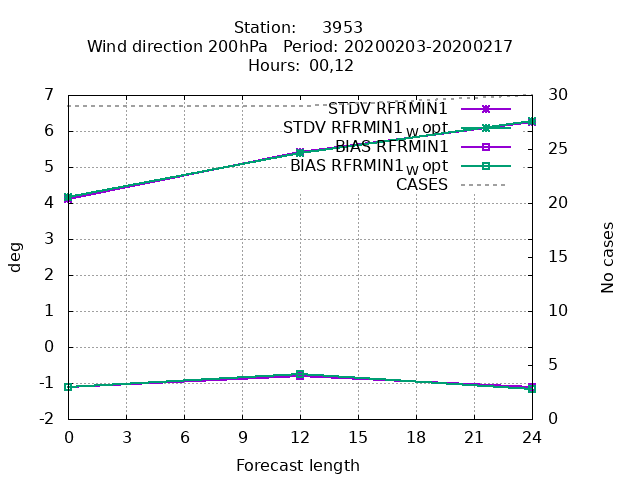 Station: 3953
Wind direction 200hPa Period: 20200203-20200217
Hours: 00,12
7
6
5
4
3
2
1
0
-1
-2
deg
STDV RFRMIN1
STDV RFRMIN1_W opt
BIAS RFRMIN1
BIAS RFRMIN1_W opt
CASES
30
25
20
15
10
5
0
No cases
0 3 6 9 12 15 18 21 24
Forecast length